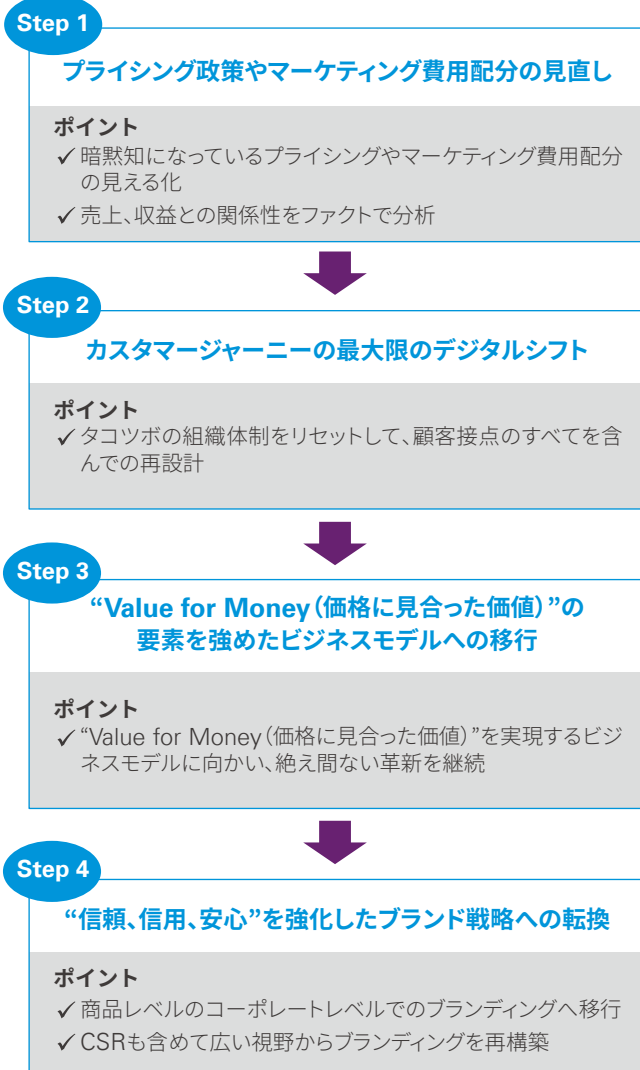 Step 1
プライシング政策やマーケティング費用配分の見直し
ポイント
✓暗黙知になっているプライシングやマーケティング費用配分
の見える化
✓売上、収益との関係性をファクトで分析
Step 2
カスタマージャーニーの最大限のデジタルシフト
ポイント
✓タコツボの組織体制をリセットして、顧客接点のすべてを含
んでの再設計
Step 3
“Value for Money（価格に見合った価値）”の
要素を強めたビジネスモデルへの移行
ポイント
✓“Value for Money（価格に見合った価値）”を実現するビジ
ネスモデルに向かい、絶え間ない革新を継続
Step 4
“信頼、信用、安心”を強化したブランド戦略への転換
ポイント
✓商品レベルのコーポレートレベルでのブランディングへ移行
✓CSRも含めて広い視野からブランディングを再構築